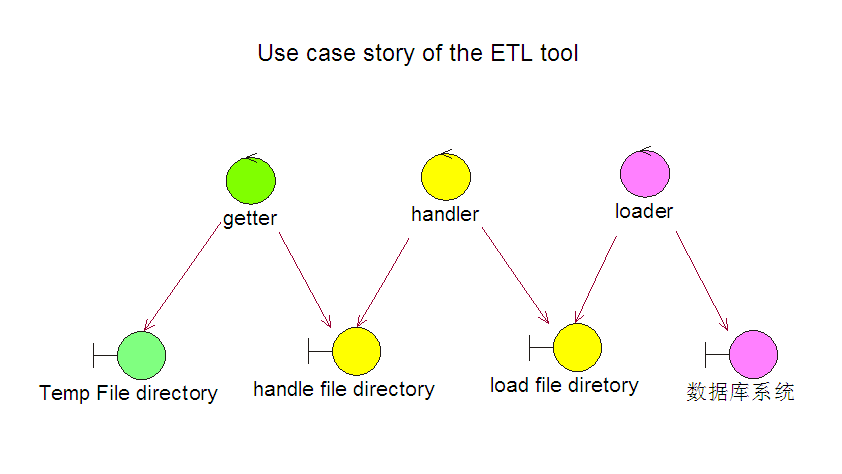 Use case story of the ETL tool
getter
handler
loader
Temp File directory
handle file directory
load file diretory
数据库系统